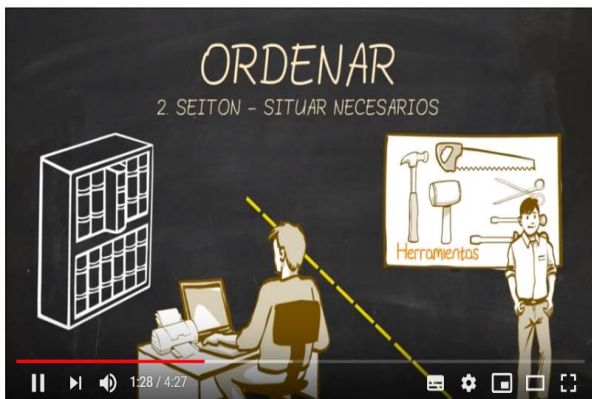 ORDENAR
2. SEITON - SITUAR NECESARIOS
Herramientas
1:28 / 4:27